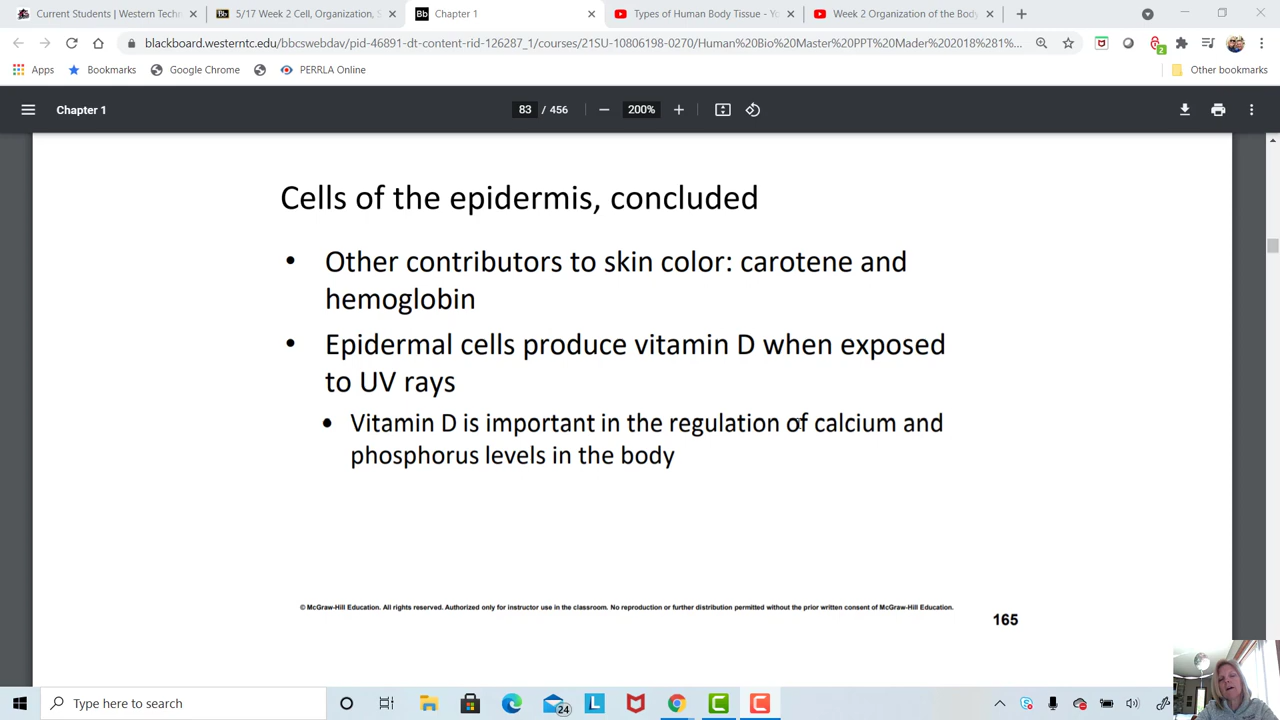 Current Students | Western Techn
5/17 Week 2 Cell, Organization, S
Chapter 1
Types of Human Body Tissue - Yo
Week 2 Organization of the Body
blackboard.westerntc.edu/bbcswebdav/pid-46891-dt-content-rid-126287_1/courses/21SU-10806198-0270/Human%20Bio%20Master%20PPT%20Mader%202018%281%...
2
Apps
Bookmarks
Google Chrome
PERRLA Online
Other bookmarks
Chapter 1
83 / 456
200%
Cells of the epidermis, concluded
• Other contributors to skin color: carotene and
hemoglobin
• Epidermal cells produce vitamin D when exposed
to UV rays
• Vitamin D is important in the regulation of calcium and
phosphorus levels in the body
© McGraw-Hill Education. All rights reserved. Authorized only for instructor use in the classroom. No reproduction or further distribution permitted without the prior written consent of McGraw-Hill Education.
165
Type here to search
24